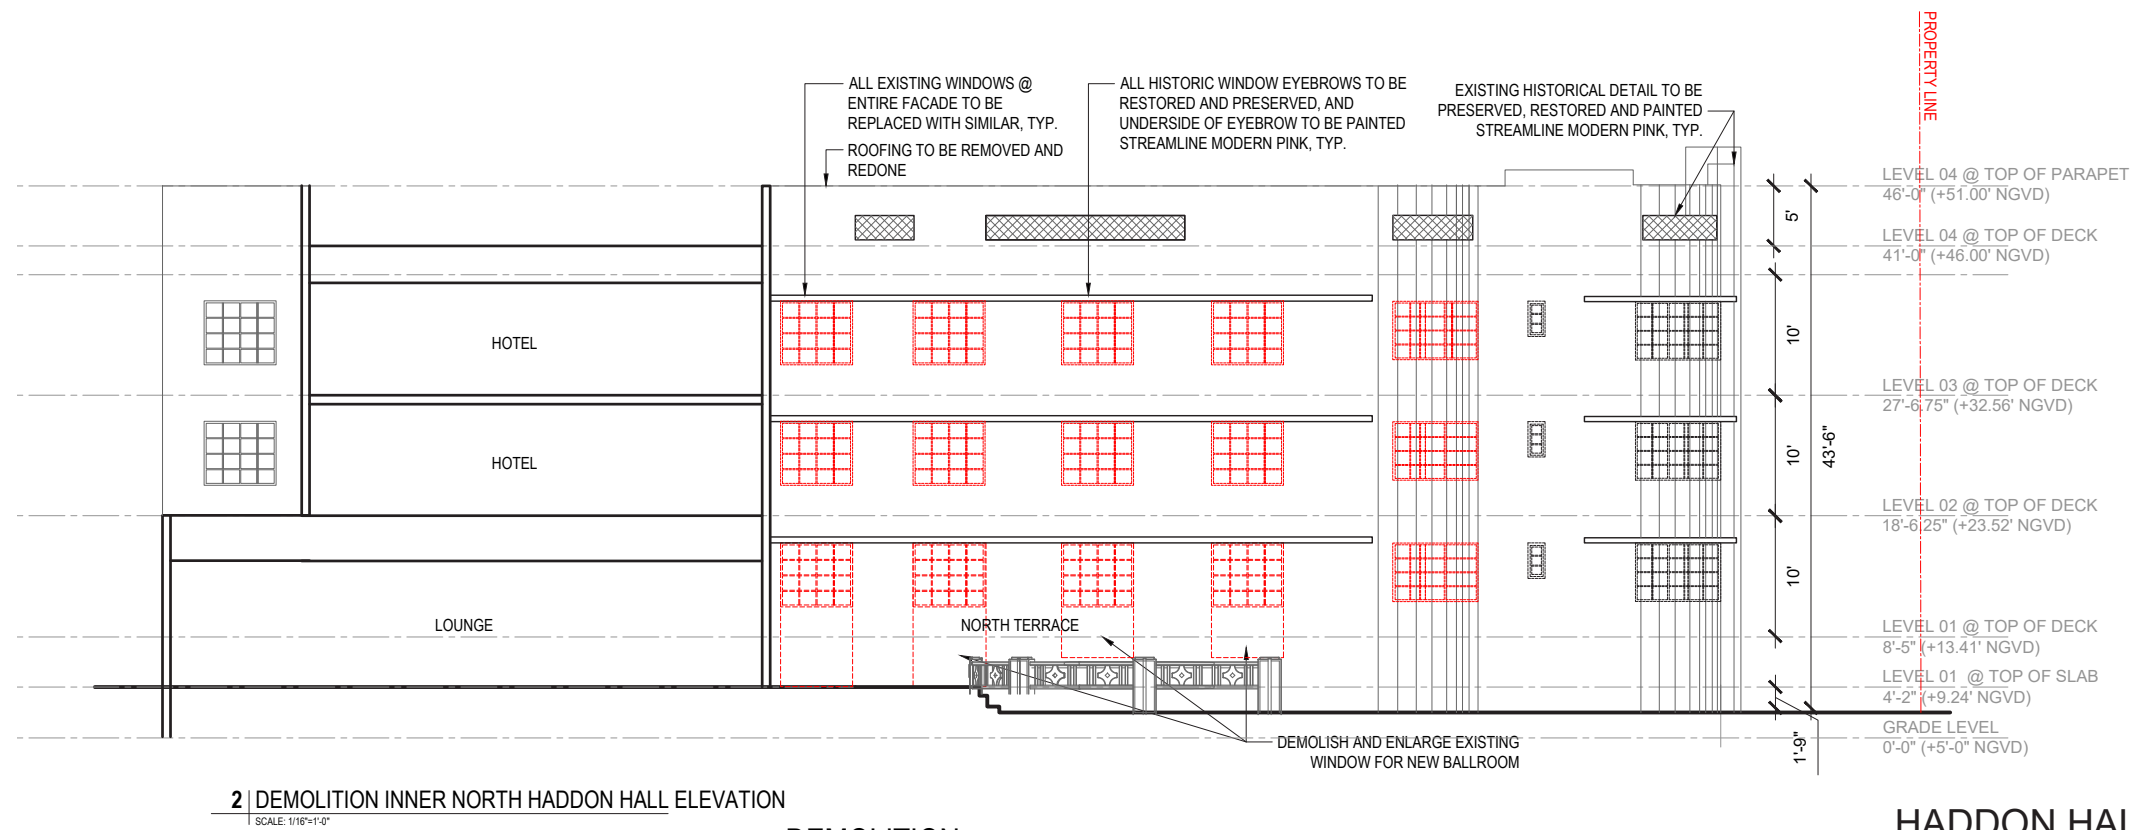 PROPERTY LINE
ALL EXISTING WINDOWS @
ENTIRE FACADE TO BE
REPLACED WITH SIMILAR, TYP.
ROOFING TO BE REMOVED AND
REDONE
ALL HISTORIC WINDOW EYEBROWS TO BE
RESTORED AND PRESERVED, AND
UNDERSIDE OF EYEBROW TO BE PAINTED
STREAMLINE MODERN PINK, TYP.
EXISTING HISTORICAL DETAIL TO BE
PRESERVED, RESTORED AND PAINTED
STREAMLINE MODERN PINK, TYP.
LEVEL 04 @ TOP OF PARAPET
46'-0" (+51.00' NGVD)
5'
LEVEL 04 @ TOP OF DECK
41'-0" (+46.00' NGVD)
HOTEL
10'
LEVEL 03 @ TOP OF DECK
27'-6.75" (+32.56' NGVD)
HOTEL
10'
43'-6"
LEVEL 02 @ TOP OF DECK
18'-6.25" (+23.52' NGVD)
10'
LOUNGE
NORTH TERRACE
LEVEL 01 @ TOP OF DECK
8'-5" (+13.41' NGVD)
LEVEL 01 @ TOP OF SLAB
4'-2" (+9.24' NGVD)
GRADE LEVEL
0'-0" (+5'-0" NGVD)
1'-9"
DEMOLISH AND ENLARGE EXISTING
WINDOW FOR NEW BALLROOM
2 DEMOLITION INNER NORTH HADDON HALL ELEVATION
SCALE: 1/16"=1'-0"
DEMOLITION
HADDON HAL